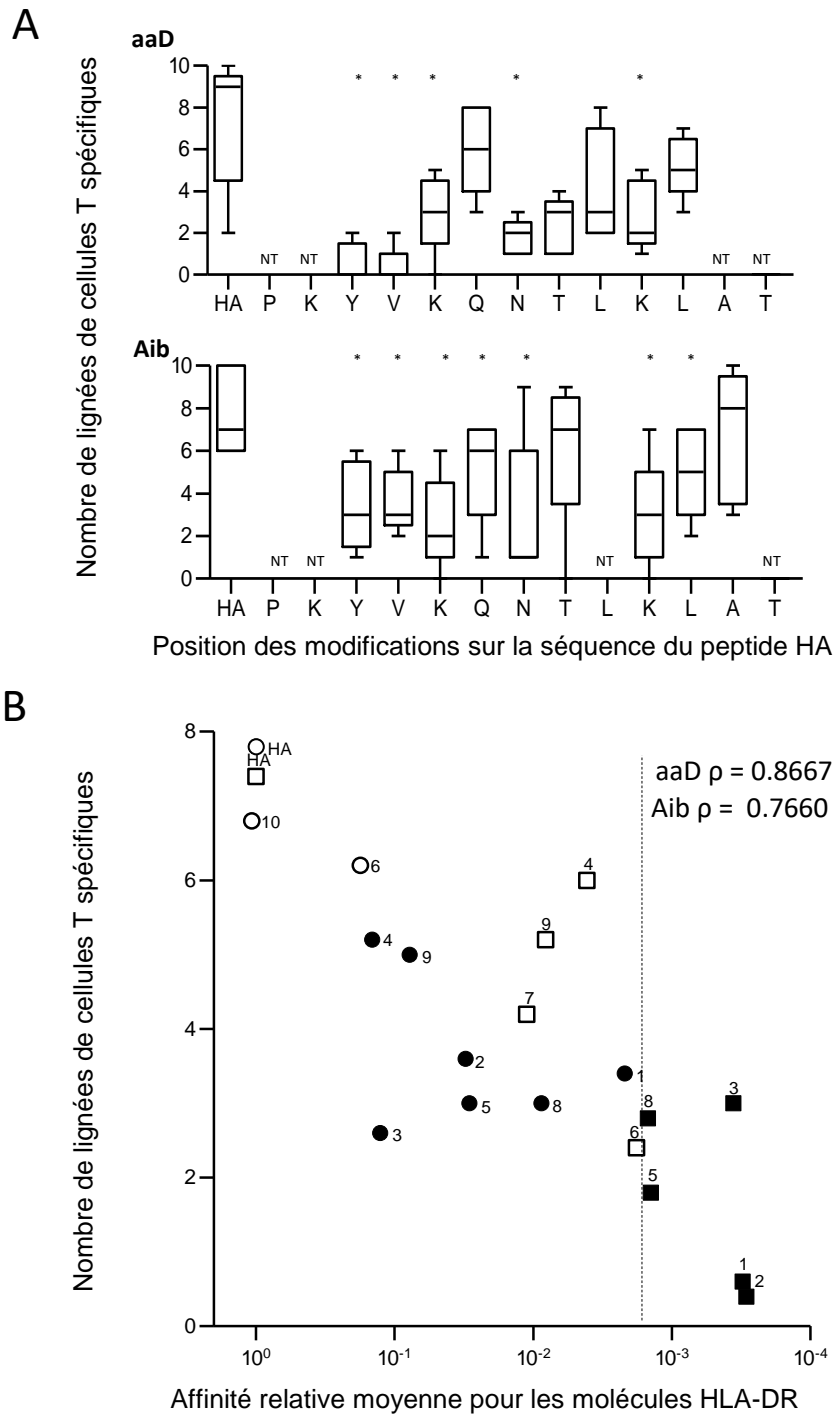 A
aaD
Nombre de lignées de cellules T spécifiques
10
8
6
4
2
0
* * * * *
NT NT NT NT
HA P K Y V K Q N T L K L A T
Aib
10
8
6
4
2
0
* * * * * * *
NT NT NT NT
HA P K Y V K Q N T L K L A T
Position des modifications sur la séquence du peptide HA
B
Nombre de lignées de cellules T spécifiques
8
6
4
2
0
aaD ρ = 0.8667
Aib ρ = 0.7660
HA
HA
10
6
4
4
9
9
7
2
1
5
8
3
8
3
6
5
1
2
10⁰ 10⁻¹ 10⁻² 10⁻³ 10⁻⁴
Affinité relative moyenne pour les molécules HLA-DR